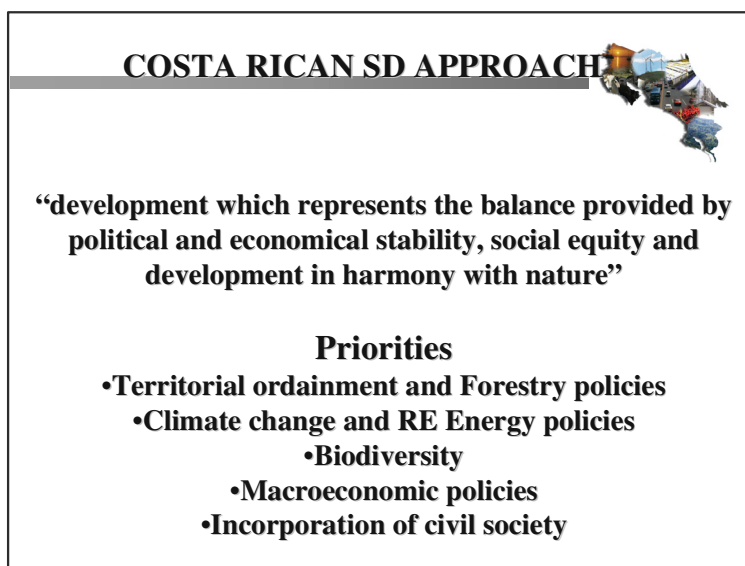 COSTA RICAN SD APPROACH
“development which represents the balance provided by
political and economical stability, social equity and
development in harmony with nature”
Priorities
•Territorial ordainment and Forestry policies
•Climate change and RE Energy policies
•Biodiversity
•Macroeconomic policies
•Incorporation of civil society